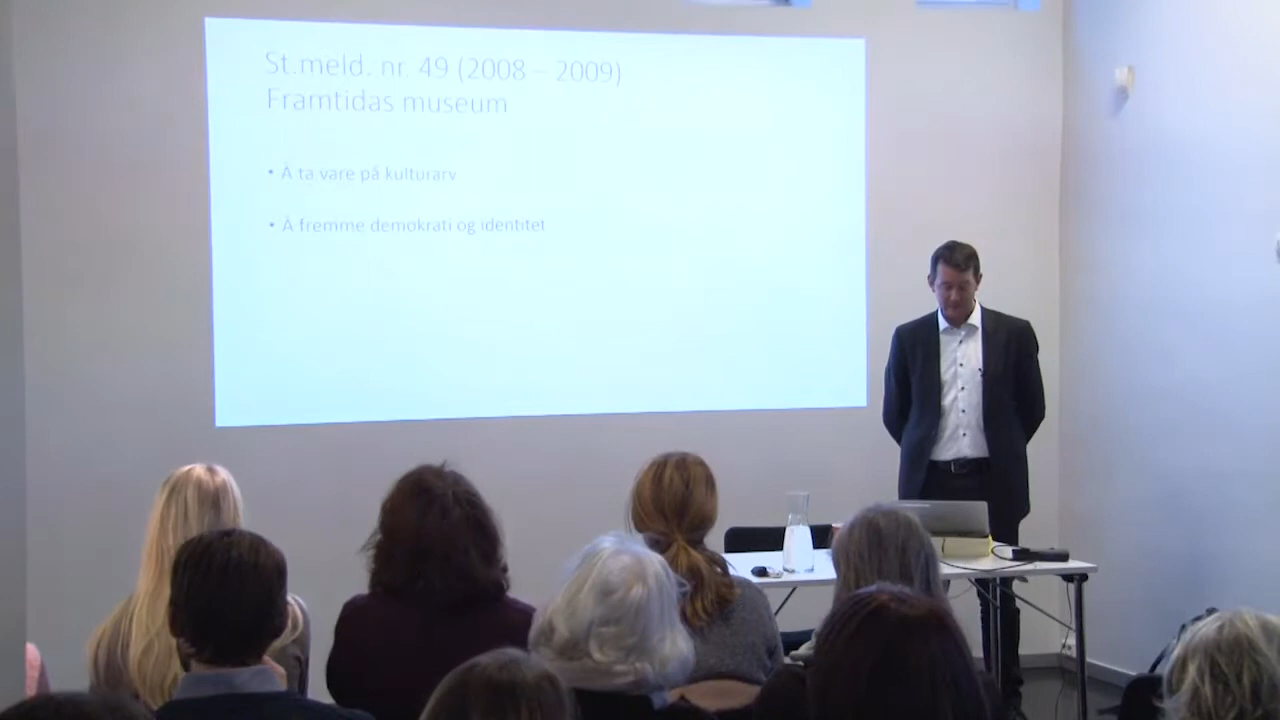 St.meld. nr. 49 (2008 – 2009)
Framtidas museum
• Å ta vare på kulturarv
• Å fremme demokrati og identitet